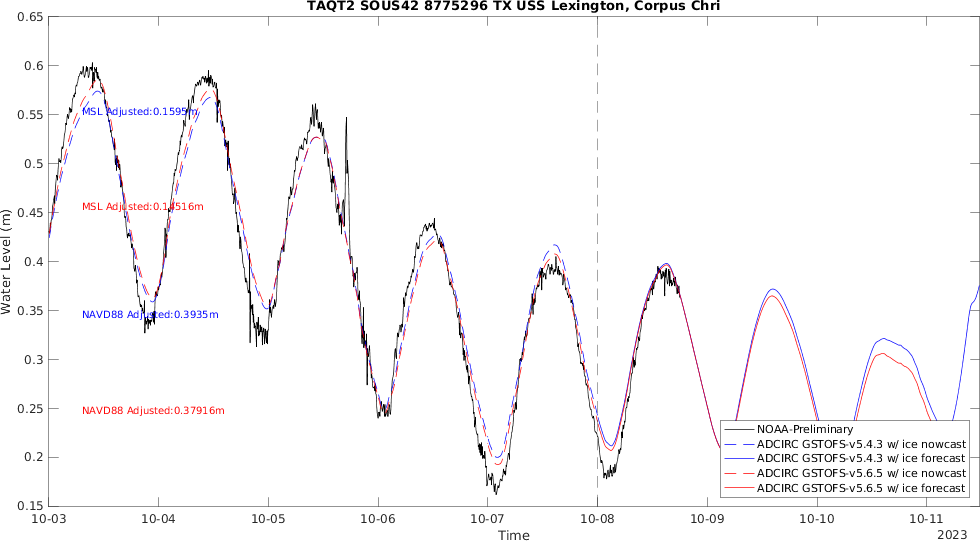 TAQT2 SOUS42 8775296 TX USS Lexington, Corpus Chri
0.65
0.6
0.55
0.5
0.45
0.4
0.35
0.3
0.25
0.2
0.15
Water Level (m)
MSL Adjusted:0.1595m
MSL Adjusted:0.14516m
NAVD88 Adjusted:0.3935m
NAVD88 Adjusted:0.37916m
NOAA-Preliminary
ADCIRC GSTOFS-v5.4.3 w/ ice nowcast
ADCIRC GSTOFS-v5.4.3 w/ ice forecast
ADCIRC GSTOFS-v5.6.5 w/ ice nowcast
ADCIRC GSTOFS-v5.6.5 w/ ice forecast
10-03 10-04 10-05 10-06 10-07 10-08 10-09 10-10 10-11
Time
2023